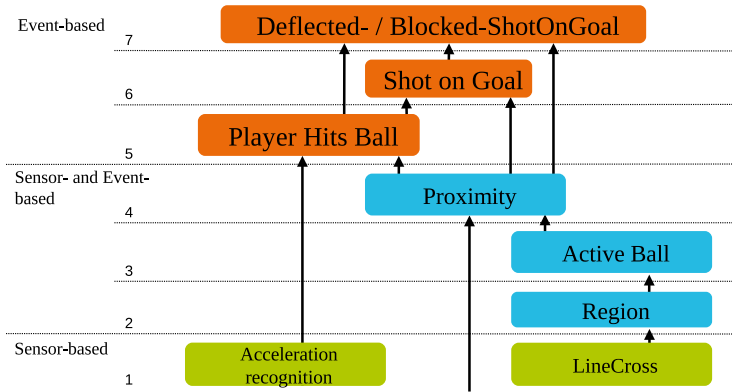 Event-based
Deflected- / Blocked-ShotOnGoal
7
Shot on Goal
6
Player Hits Ball
5
Sensor- and Event-
based
Proximity
4
Active Ball
3
Region
2
Sensor-based
Acceleration
recognition
LineCross
1